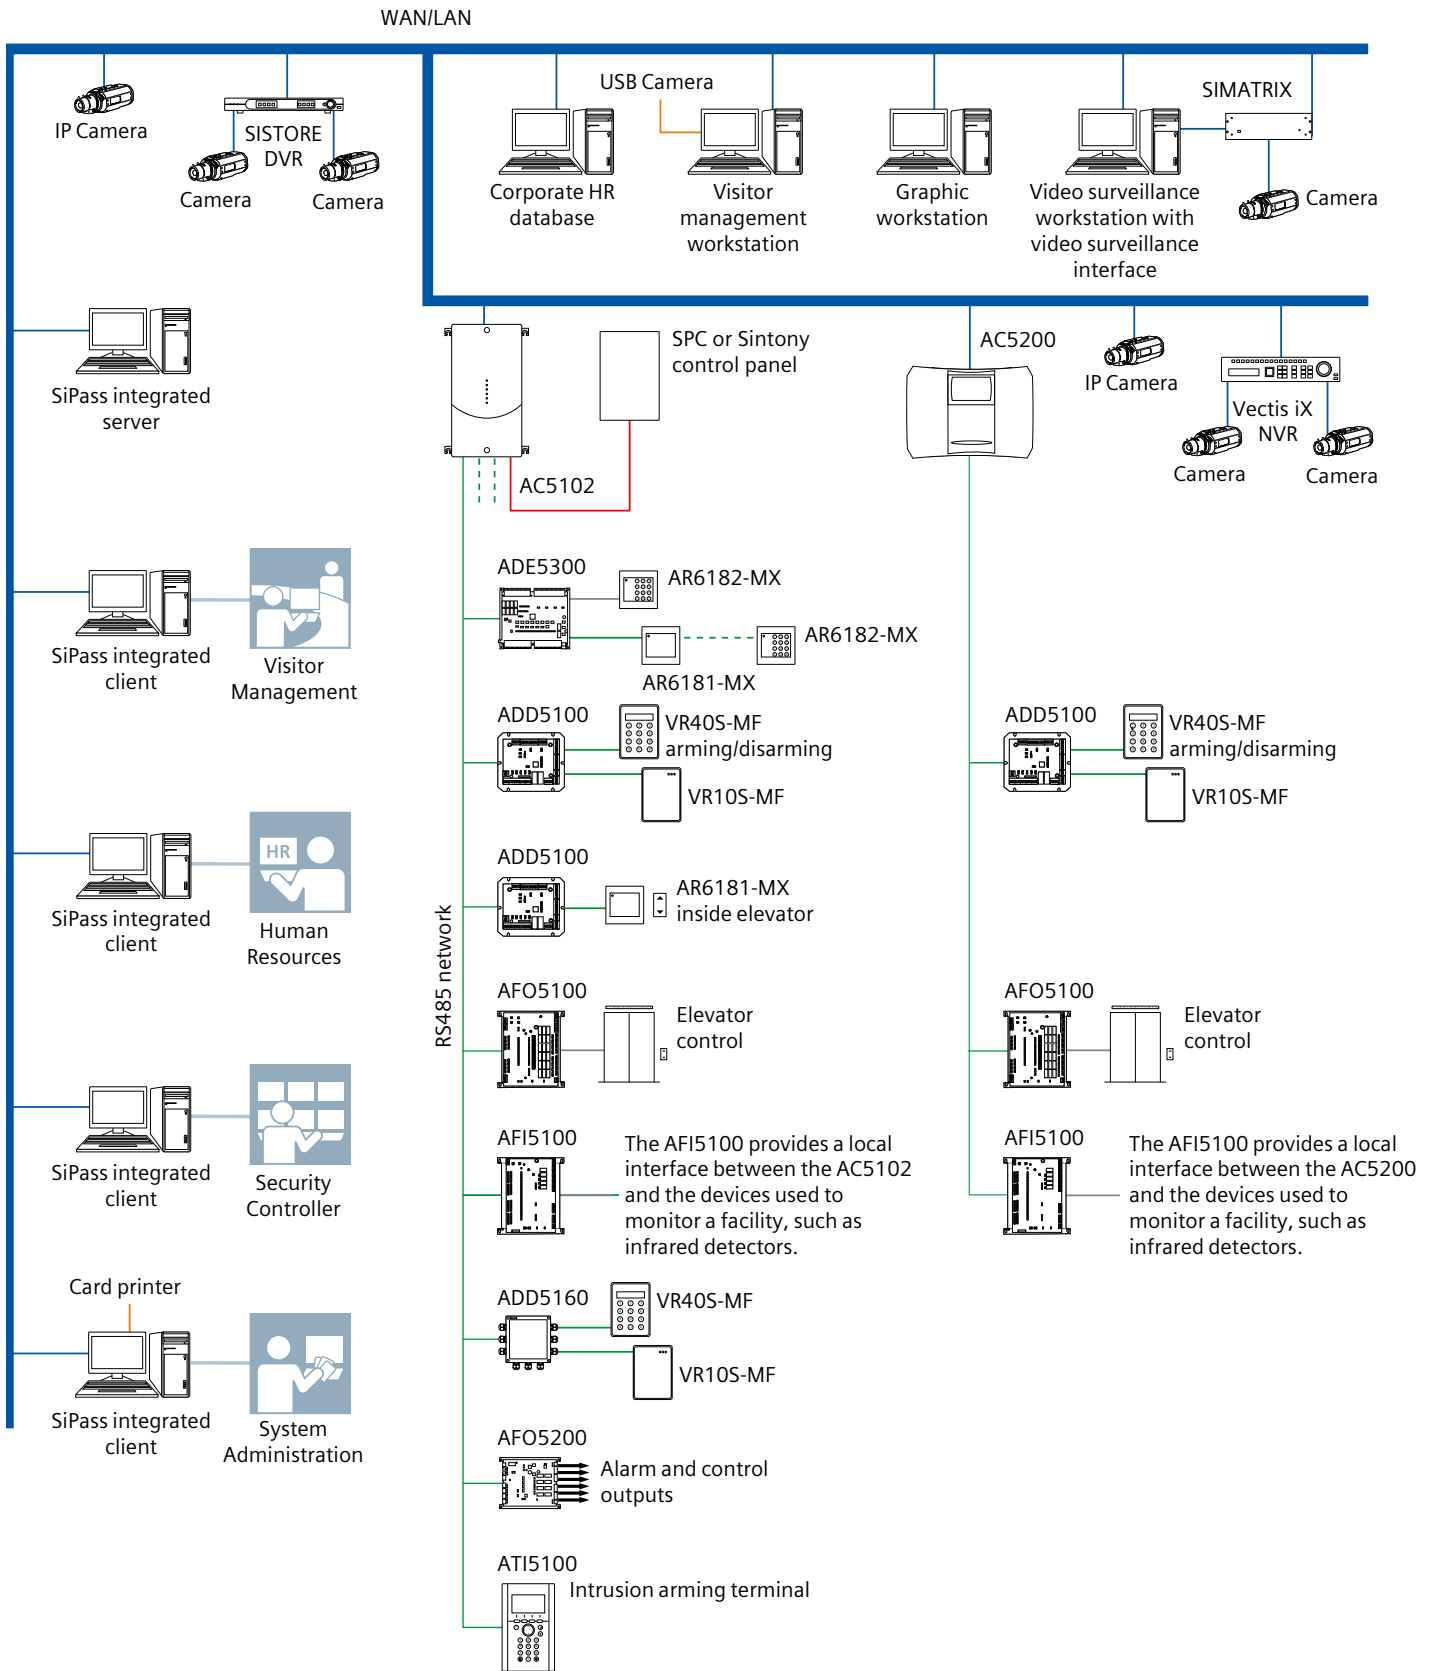 WAN/LAN
IP Camera
SISTORE
DVR
Camera
Camera
USB Camera
SIMATRIX
Corporate HR
database
Visitor
management
workstation
Graphic
workstation
Video surveillance
workstation with
video surveillance
interface
Camera
SiPass integrated
server
SPC or Sintony
control panel
AC5102
AC5200
IP Camera
Vectis iX
NVR
Camera
Camera
SiPass integrated
client
Visitor
Management
HR
SiPass integrated
client
Human
Resources
SiPass integrated
client
Security
Controller
Card printer
SiPass integrated
client
System
Administration
RS485 network
ADE5300
AR6182-MX
AR6181-MX
AR6182-MX
ADD5100
VR40S-MF
arming/disarming
VR10S-MF
ADD5100
AR6181-MX
inside elevator
AFO5100
Elevator
control
AFI5100
The AFI5100 provides a local
interface between the AC5102
and the devices used to
monitor a facility, such as
infrared detectors.
ADD5160
VR40S-MF
VR10S-MF
AFO5200
Alarm and control
outputs
ATI5100
Intrusion arming terminal
ADD5100
VR40S-MF
arming/disarming
VR10S-MF
AFO5100
Elevator
control
AFI5100
The AFI5100 provides a local
interface between the AC5200
and the devices used to
monitor a facility, such as
infrared detectors.